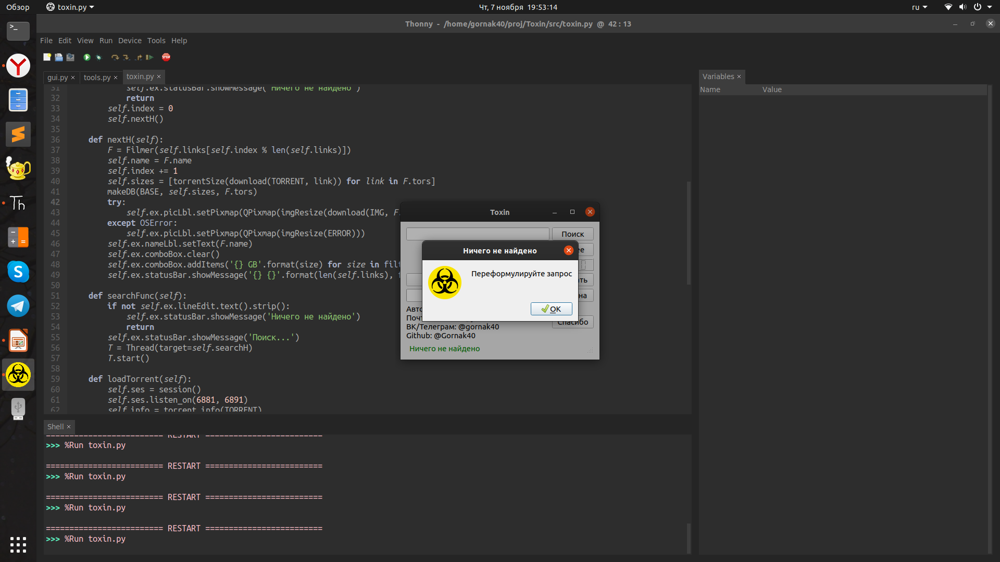 Обзор
toxin.py
Чт, 7 ноября 19:53:14
ru
Thonny - /home/gornak40/proj/Toxin/src/toxin.py @ 42 : 13
File Edit View Run Device Tools Help
STOP
gui.py × tools.py × toxin.py ×
31 self.ex.statusBar.showMessage('Ничего не найдено')
32 return
33 self.index = 0
34 self.nextH()
35
36 def nextH(self):
37 F = Filmer(self.links[self.index % len(self.links)])
38 self.name = F.name
39 self.index += 1
40 self.sizes = [torrentSize(download(TORRENT, link)) for link in F.tors]
41 makeDB(BASE, self.sizes, F.tors)
42 try:
43 self.ex.picLbl.setPixmap(QPixmap(imgResize(download(IMG, F.
44 except OSError:
45 self.ex.picLbl.setPixmap(QPixmap(imgResize(ERROR)))
46 self.ex.nameLbl.setText(F.name)
47 self.ex.comboBox.clear()
48 self.ex.comboBox.addItems('{} GB'.format(size) for size in filt
49 self.ex.statusBar.showMessage('{} {}'.format(len(self.links), f
50
51 def searchFunc(self):
52 if not self.ex.lineEdit.text().strip():
53 self.ex.statusBar.showMessage('Ничего не найдено')
54 return
55 self.ex.statusBar.showMessage('Поиск...')
56 T = Thread(target=self.searchH)
57 T.start()
58
59 def loadTorrent(self):
60 self.ses = session()
61 self.ses.listen_on(6881, 6891)
62 self.info = torrent_info(TORRENT)
Variables ×
Name Value
Toxin
Поиск
ее
ть
на
Авто
Почт
ВК/Телеграм: @gornak40
Github: @Gornak40
Спасибо
Ничего не найдено
Ничего не найдено
Переформулируйте запрос
OK
Shell ×
========================= RESTART =========================
>>> %Run toxin.py
========================= RESTART =========================
>>> %Run toxin.py
========================= RESTART =========================
>>> %Run toxin.py
========================= RESTART =========================
>>> %Run toxin.py